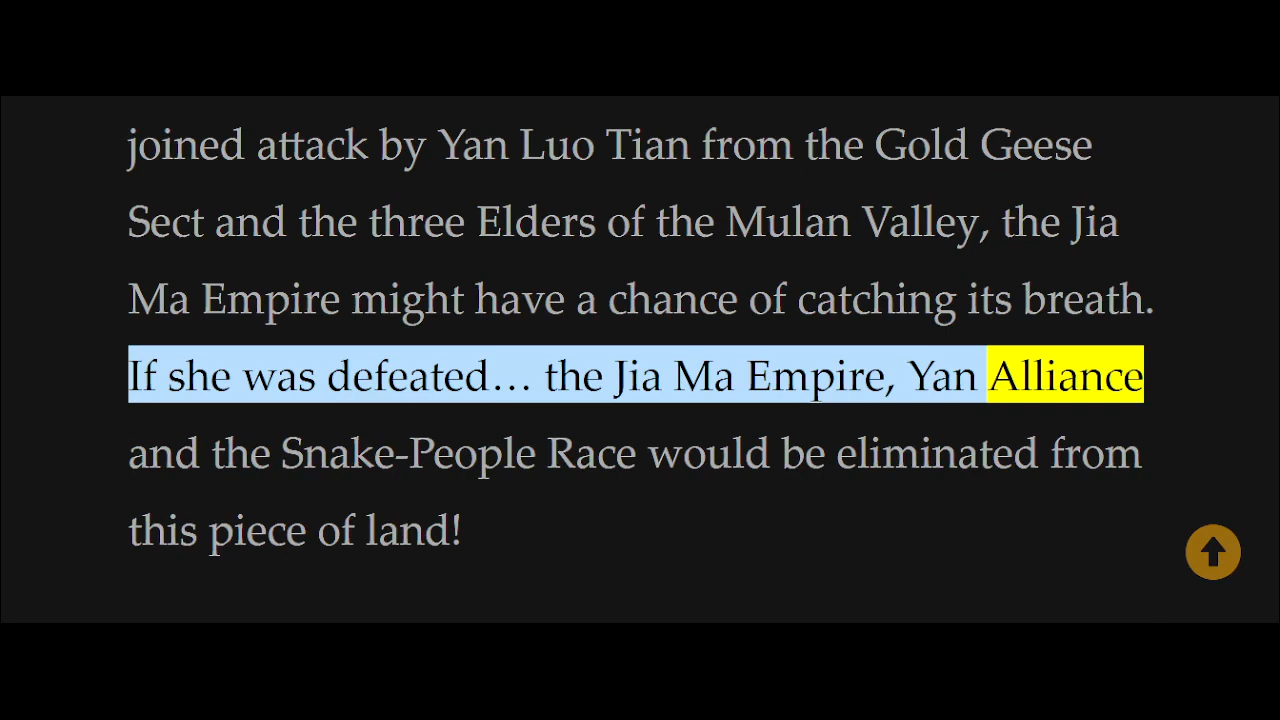 joined attack by Yan Luo Tian from the Gold Geese
Sect and the three Elders of the Mulan Valley, the Jia
Ma Empire might have a chance of catching its breath.
If she was defeated… the Jia Ma Empire, Yan Alliance
and the Snake-People Race would be eliminated from
this piece of land!